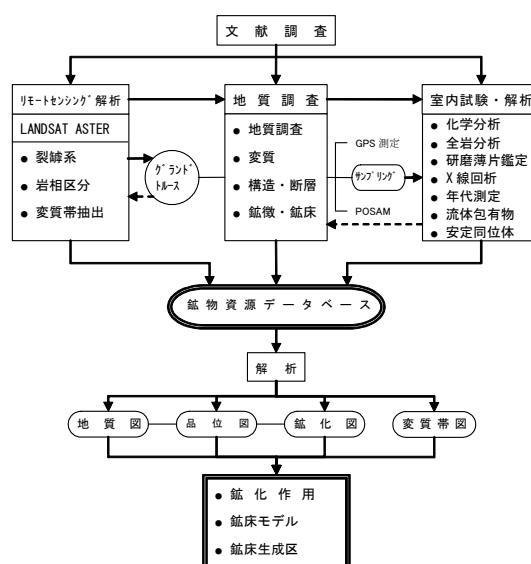 文献調査
リモートセンシング解析
LANDSAT ASTER
● 裂罅系
● 岩相区分
● 変質帯抽出
グランド
トルース
地質調査
● 地質調査
● 変質
● 構造・断層
● 鉱徴・鉱床
GPS 測定
サンプリング
POSAM
室内試験・解析
● 化学分析
● 全岩分析
● 研磨薄片鑑定
● X線回析
● 年代測定
● 流体包有物
● 安定同位体
鉱物資源データベース
解析
地質図
品位図
鉱化図
変質帯図
● 鉱化作用
● 鉱床モデル
● 鉱床生成区